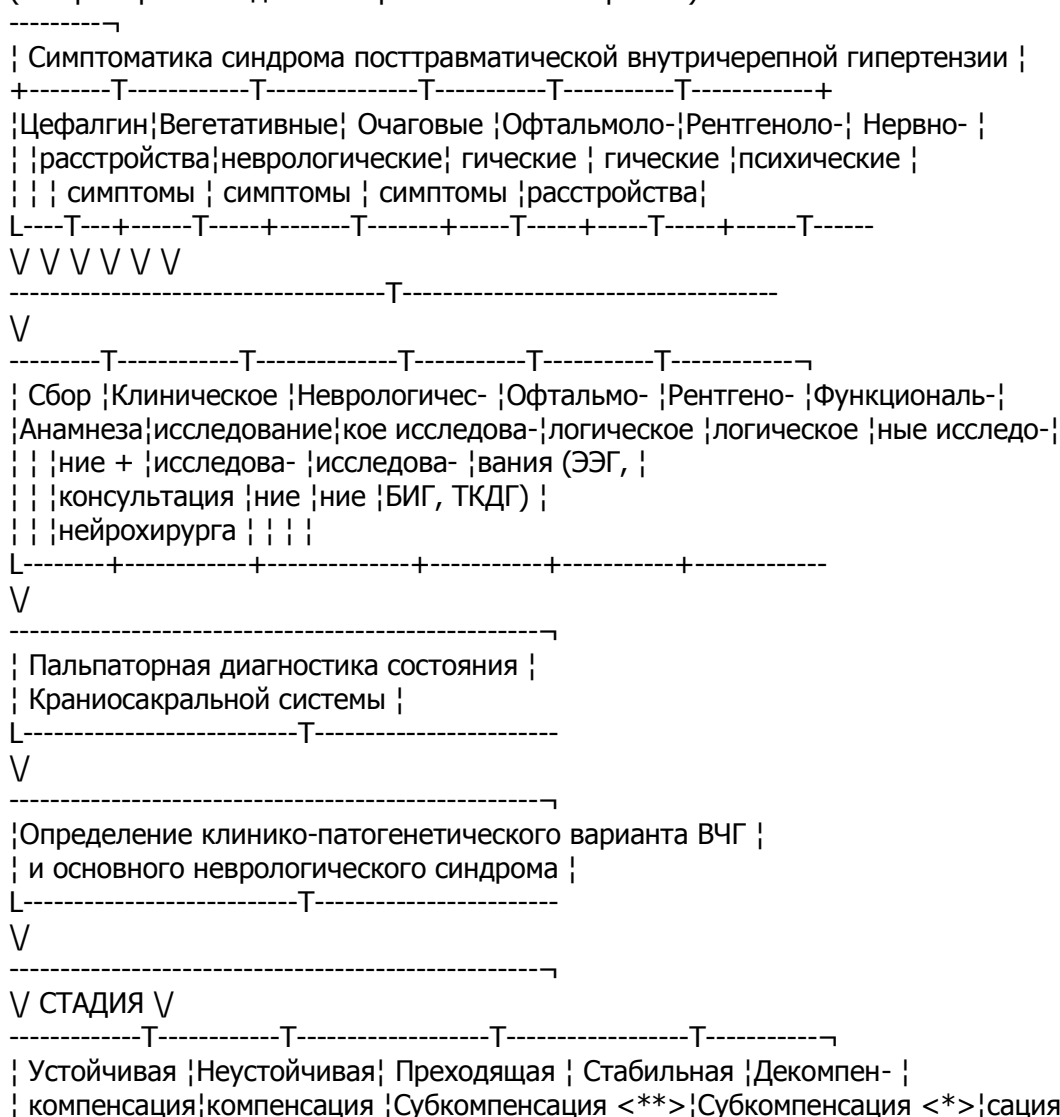 ---------¬
¦ Симптоматика синдрома посттравматической внутричерепной гипертензии ¦
+--------T------------T---------------T-----------T-----------T------------+
¦Цефалгин¦Вегетативные¦ Очаговые ¦Офтальмоло-¦Рентгеноло-¦ Нервно- ¦
¦ ¦расстройства¦неврологические¦ гические ¦ гические ¦психические ¦
¦ ¦ ¦ симптомы ¦ симптомы ¦ симптомы ¦расстройства¦
L----T---+------T-----+-------T-------+-----T-----+-----T-----+------T------
\/ \/ \/ \/ \/ \/
-------------------------------------T-------------------------------------
\/
---------T------------T--------------T-----------T-----------T------------¬
¦ Сбор ¦Клиническое ¦Неврологичес- ¦Офтальмо- ¦Рентгено- ¦Функциональ-¦
¦Анамнеза¦исследование¦кое исследова-¦логическое ¦логическое ¦ные исследо-¦
¦ ¦ ¦ние + ¦исследова- ¦исследова- ¦вания (ЭЭГ, ¦
¦ ¦ ¦консультация ¦ние ¦ние ¦БИГ, ТКДГ) ¦
¦ ¦ ¦нейрохирурга ¦ ¦ ¦ ¦
L--------+------------+--------------+-----------+-----------+-------------
\/
----------------------------------------------------¬
¦ Пальпаторная диагностика состояния ¦
¦ Краниосакральной системы ¦
L---------------------------T------------------------
\/
----------------------------------------------------¬
¦Определение клинико-патогенетического варианта ВЧГ ¦
¦ и основного неврологического синдрома ¦
L---------------------------T------------------------
\/
----------------------------------------------------¬
\/ СТАДИЯ \/
-------------T------------T-------------------T------------------T-----------¬
¦ Устойчивая ¦Неустойчивая¦ Преходящая ¦ Стабильная ¦Декомпен- ¦
¦ компенсация¦компенсация ¦Субкомпенсация <**>¦Субкомпенсация <*>¦сация